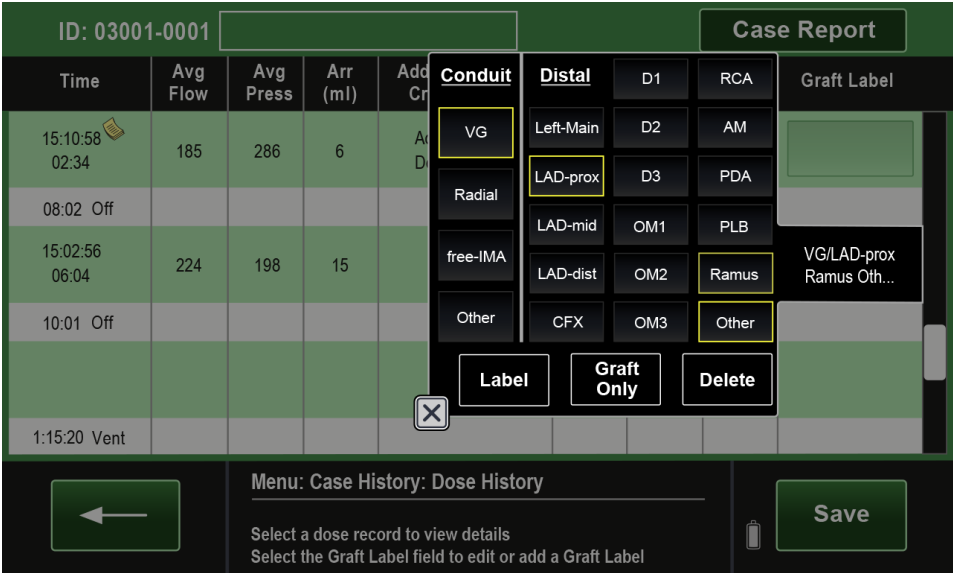 ID: 03001-0001
Case Report
Time
Avg
Flow
Avg
Press
Arr
(ml)
Add
Cr
Graft Label
15:10:58
02:34
185
286
6
08:02 Off
15:02:56
06:04
224
198
15
10:01 Off
1:15:20 Vent
Conduit
VG
Radial
free-IMA
Other
Distal
Left-Main
LAD-prox
LAD-mid
LAD-dist
CFX
D1
D2
D3
OM1
OM2
OM3
RCA
AM
PDA
PLB
Ramus
Other
Label
Graft
Only
Delete
VG/LAD-prox
Ramus Oth...
Menu: Case History: Dose History
Select a dose record to view details
Select the Graft Label field to edit or add a Graft Label
Save